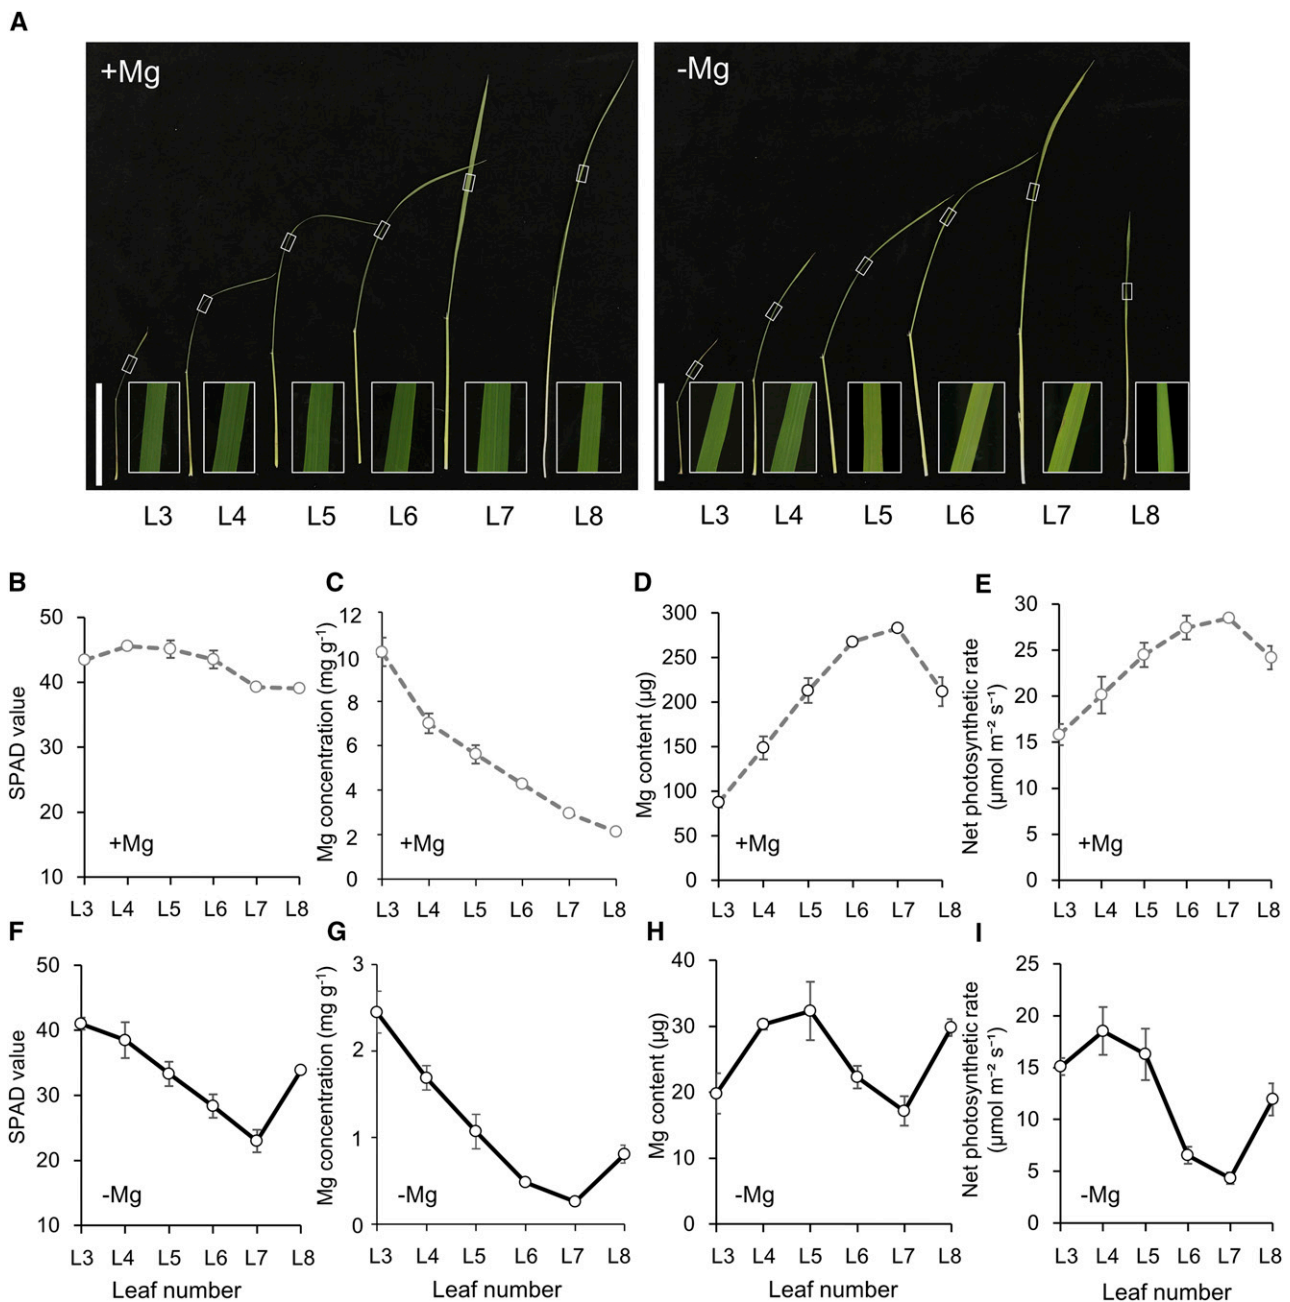 A
+Mg
-Mg
L3 L4 L5 L6 L7 L8
L3 L4 L5 L6 L7 L8
B
SPAD value
50
40
30
20
10
+Mg
L3 L4 L5 L6 L7 L8
C
Mg concentration (mg g⁻¹)
12
10
8
6
4
2
0
+Mg
L3 L4 L5 L6 L7 L8
D
Mg content (µg)
300
250
200
150
100
50
0
+Mg
L3 L4 L5 L6 L7 L8
E
Net photosynthetic rate
(µmol m⁻² s⁻¹)
30
25
20
15
10
5
0
+Mg
L3 L4 L5 L6 L7 L8
F
SPAD value
50
40
30
20
10
-Mg
L3 L4 L5 L6 L7 L8
Leaf number
G
Mg concentration (mg g⁻¹)
3
2
1
0
-Mg
L3 L4 L5 L6 L7 L8
Leaf number
H
Mg content (µg)
40
30
20
10
0
-Mg
L3 L4 L5 L6 L7 L8
Leaf number
I
Net photosynthetic rate
(µmol m⁻² s⁻¹)
25
20
15
10
5
0
-Mg
L3 L4 L5 L6 L7 L8
Leaf number